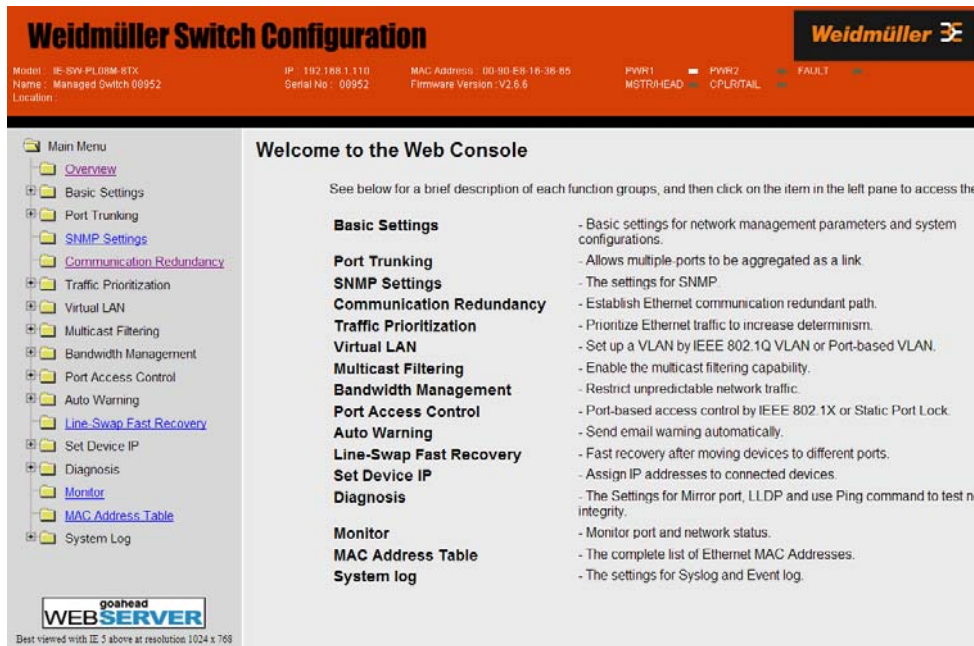 Weidmüller Switch Configuration
Weidmüller
Model : IE-SW-PL08M-8TX
Name : Managed Switch 08952
Location :
IP : 192.168.1.110
Serial No : 08952
MAC Address : 00-90-E8-16-36-65
Firmware Version : V2.6.6
PWR1 PWR2 FAULT
MSTR/HEAD CPLR/TAIL
Main Menu
Overview
Basic Settings
Port Trunking
SNMP Settings
Communication Redundancy
Traffic Prioritization
Virtual LAN
Multicast Filtering
Bandwidth Management
Port Access Control
Auto Warning
Line-Swap Fast Recovery
Set Device IP
Diagnosis
Monitor
MAC Address Table
System Log
goahead
WEBSERVER
Best viewed with IE 5 above at resolution 1024 x 768
Welcome to the Web Console
See below for a brief description of each function groups, and then click on the item in the left pane to access the
Basic Settings - Basic settings for network management parameters and system
configurations.
Port Trunking - Allows multiple-ports to be aggregated as a link.
SNMP Settings - The settings for SNMP.
Communication Redundancy - Establish Ethernet communication redundant path.
Traffic Prioritization - Prioritize Ethernet traffic to increase determinism.
Virtual LAN - Set up a VLAN by IEEE 802.1Q VLAN or Port-based VLAN.
Multicast Filtering - Enable the multicast filtering capability.
Bandwidth Management - Restrict unpredictable network traffic.
Port Access Control - Port-based access control by IEEE 802.1X or Static Port Lock.
Auto Warning - Send email warning automatically.
Line-Swap Fast Recovery - Fast recovery after moving devices to different ports.
Set Device IP - Assign IP addresses to connected devices.
Diagnosis - The Settings for Mirror port, LLDP and use Ping command to test n
integrity.
Monitor - Monitor port and network status.
MAC Address Table - The complete list of Ethernet MAC Addresses.
System log - The settings for Syslog and Event log.